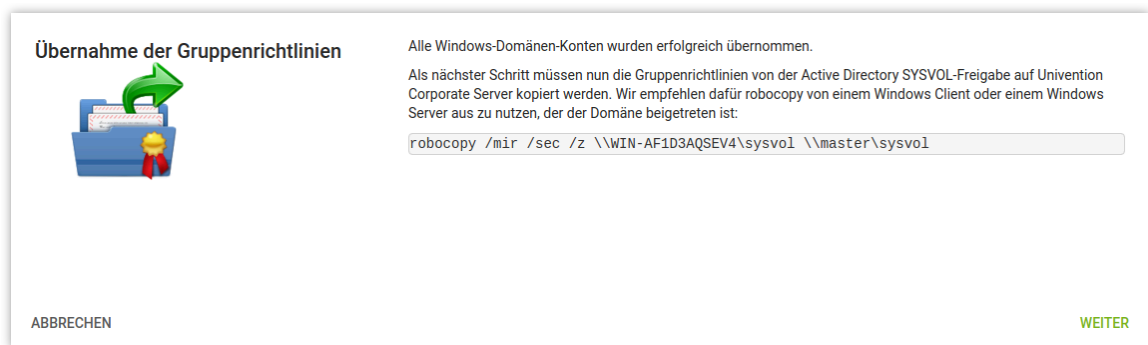 Übernahme der Gruppenrichtlinien
Alle Windows-Domänen-Konten wurden erfolgreich übernommen.
Als nächster Schritt müssen nun die Gruppenrichtlinien von der Active Directory SYSVOL-Freigabe auf Univention
Corporate Server kopiert werden. Wir empfehlen dafür robocopy von einem Windows Client oder einem Windows
Server aus zu nutzen, der der Domäne beigetreten ist:
robocopy /mir /sec /z \\WIN-AF1D3AQSEV4\sysvol \\master\sysvol
ABBRECHEN
WEITER